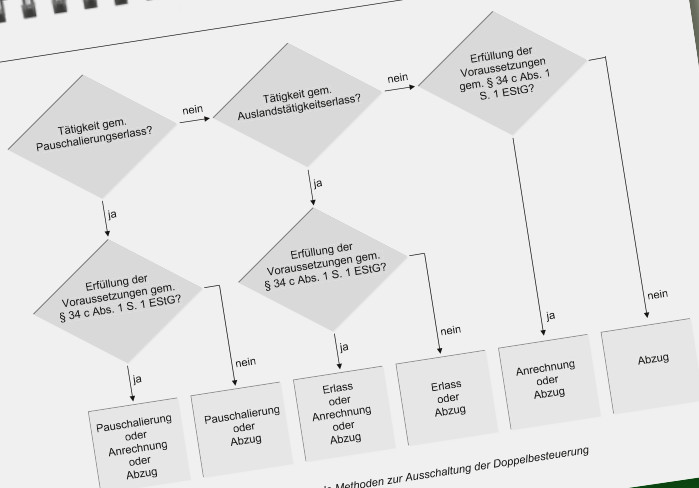 Tätigkeit gem.
Pauschalierungserlass?
nein
Tätigkeit gem.
Auslandstätigkeitserlass?
nein
Erfüllung der
Voraussetzungen
gem. § 34 c Abs. 1
S. 1 EStG?
ja
ja
Erfüllung der
Voraussetzungen gem.
§ 34 c Abs. 1 S. 1 EStG?
Erfüllung der
Voraussetzungen gem.
§ 34 c Abs. 1 S. 1 EStG?
ja
nein
ja
nein
ja
nein
Pauschalierung
oder
Anrechnung
oder
Abzug
Pauschalierung
oder
Abzug
Erlass
oder
Anrechnung
oder
Abzug
Erlass
oder
Abzug
Anrechnung
oder
Abzug
Abzug
Methoden zur Ausschaltung der Doppelbesteuerung